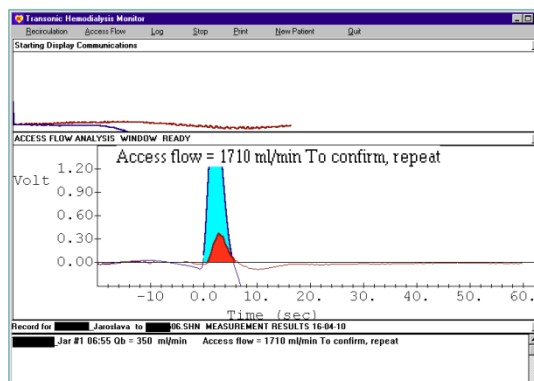 Transonic Hemodialysis Monitor
Recirculation Access Flow Log Stop Print New Patient Quit
Starting Display Communications
ACCESS FLOW ANALYSIS WINDOW READY
Access flow = 1710 ml/min To confirm, repeat
Volt
1.20
0.90
0.60
0.30
0.00
-10 0.0 10. 20. 30. 40. 50. 60.
Time (sec)
Record for _Jaroslava to 06.SHN MEASUREMENT RESULTS 16-04-10
_Jar #1 06:55 Qb = 350 ml/min Access flow = 1710 ml/min To confirm, repeat